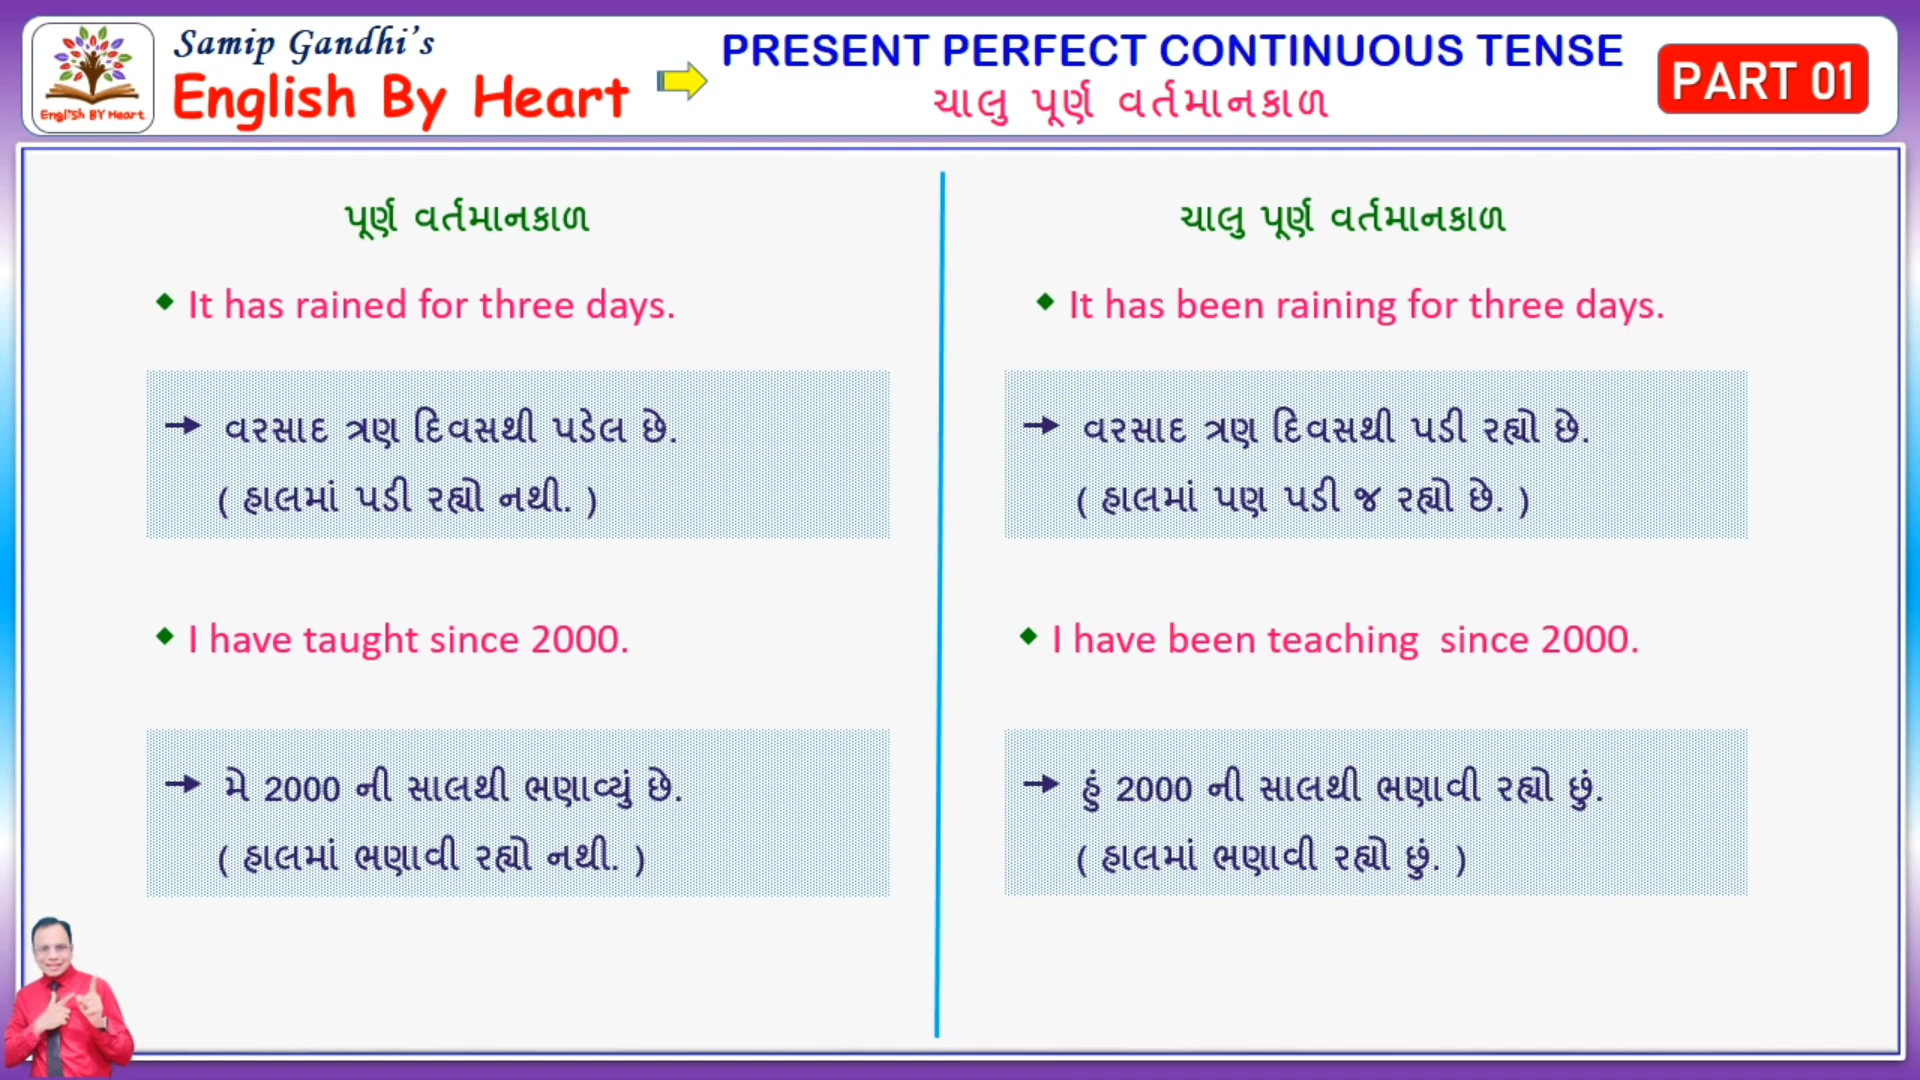 Samip Gandhi's
English By Heart
English BY Heart
PRESENT PERFECT CONTINUOUS TENSE
ચાલુ પૂર્ણ વર્તમાનકાળ
PART 01
પૂર્ણ વર્તમાનકાળ
It has rained for three days.
વરસાદ ત્રણ દિવસથી પડેલ છે.
( હાલમાં પડી રહ્યો નથી. )
I have taught since 2000.
મે 2000 ની સાલથી ભણાવ્યું છે.
( હાલમાં ભણાવી રહ્યો નથી. )
ચાલુ પૂર્ણ વર્તમાનકાળ
It has been raining for three days.
વરસાદ ત્રણ દિવસથી પડી રહ્યો છે.
( હાલમાં પણ પડી જ રહ્યો છે. )
I have been teaching since 2000.
હું 2000 ની સાલથી ભણાવી રહ્યો છું.
( હાલમાં ભણાવી રહ્યો છું. )